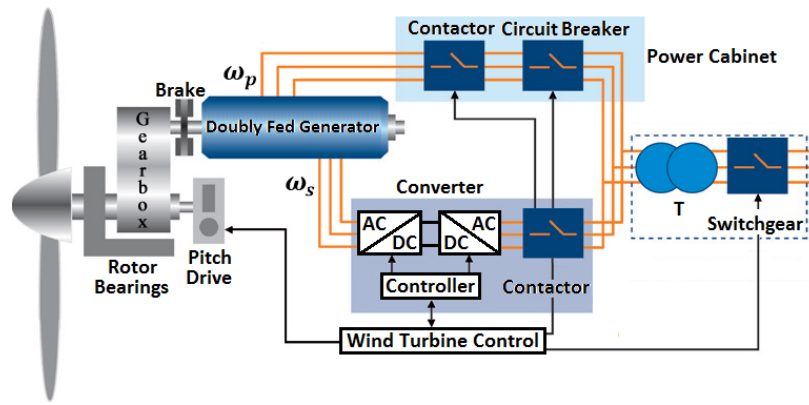 Contactor
Circuit Breaker
Power Cabinet
ωp
Brake
Doubly Fed Generator
Gearbox
ωs
Converter
AC
DC
AC
DC
T
Switchgear
Rotor
Bearings
Pitch
Drive
Controller
Contactor
Wind Turbine Control